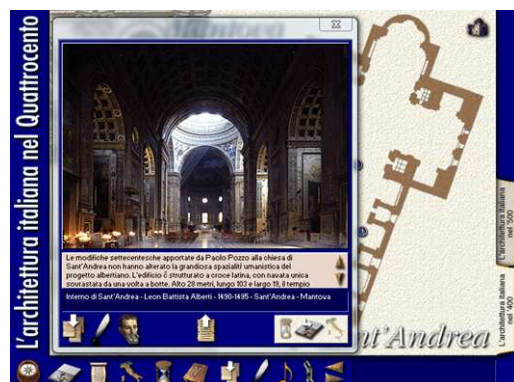 L'architettura italiana nel Quattrocento
Mantova
Le modifiche settecentesche apportate da Paolo Pozzo alla chiesa di
Sant'Andrea non hanno alterato la grandiosa spazialitĺ umanistica del
progetto albertiano. L'edificio ő strutturato a croce latina, con navata unica
sovrastata da una volta a botte. Alto 28 metri, lungo 103 e largo 19, il tempio
Interno di Sant'Andrea - Leon Battista Alberti - 1490-1495 - Sant'Andrea - Mantova
nt'Andrea
L'architettura italiana
nel '500
L'architettura italiana
nel '400